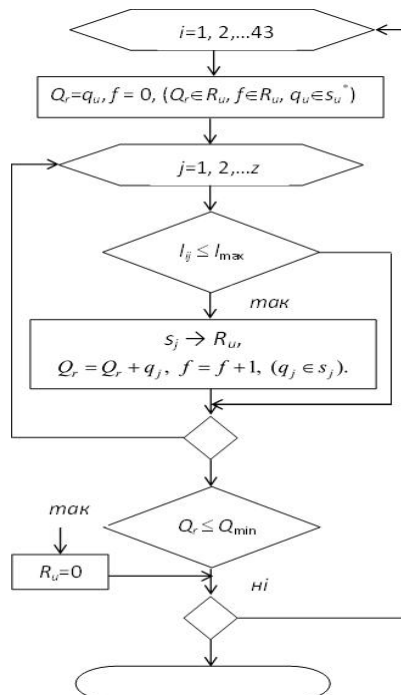 i=1, 2,...43
Q_r=q_u, f = 0, (Q_r∈R_u, f∈R_u, q_u∈s_u*)
j=1, 2,...z
l_ij ≤ l_max
так
s_j → R_u,
Q_r = Q_r + q_j, f = f + 1, (q_j ∈ s_j).
Q_r ≤ Q_min
так
R_u=0
ні